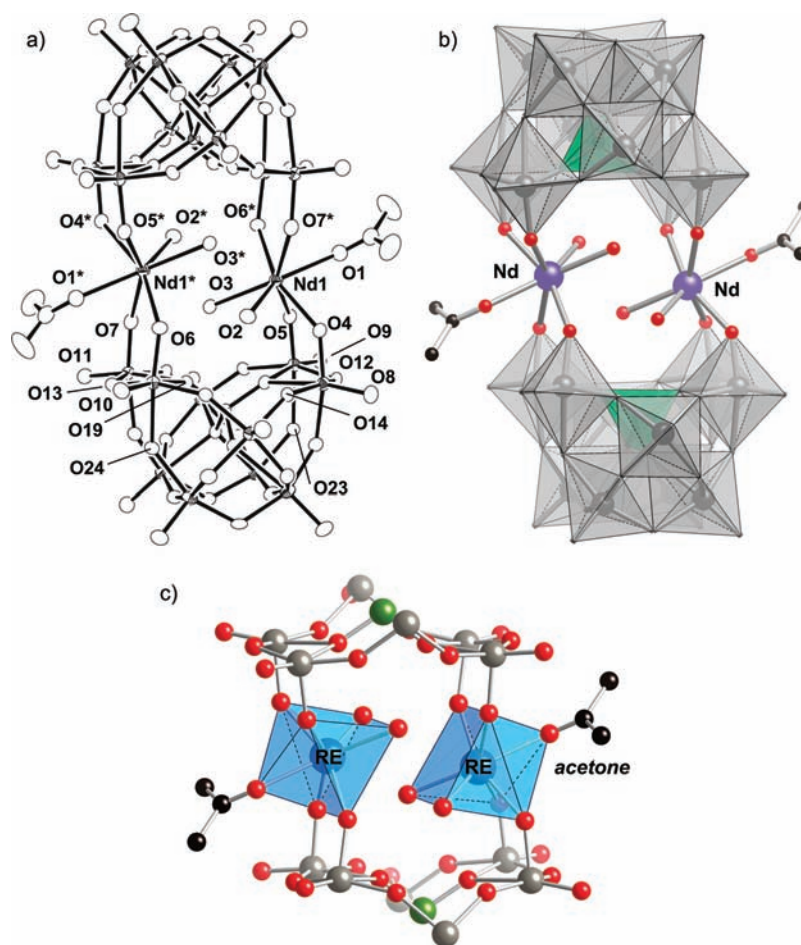 a)
b)
O4*
O5*
O2*
O6*
O7*
O3*
O1*
Nd1*
O3
Nd1
O1
O7
O6
O2
O5
O4
O9
O11
O12
O13
O10
O8
O19
O14
O24
O23
Nd
Nd
c)
RE
RE
acetone